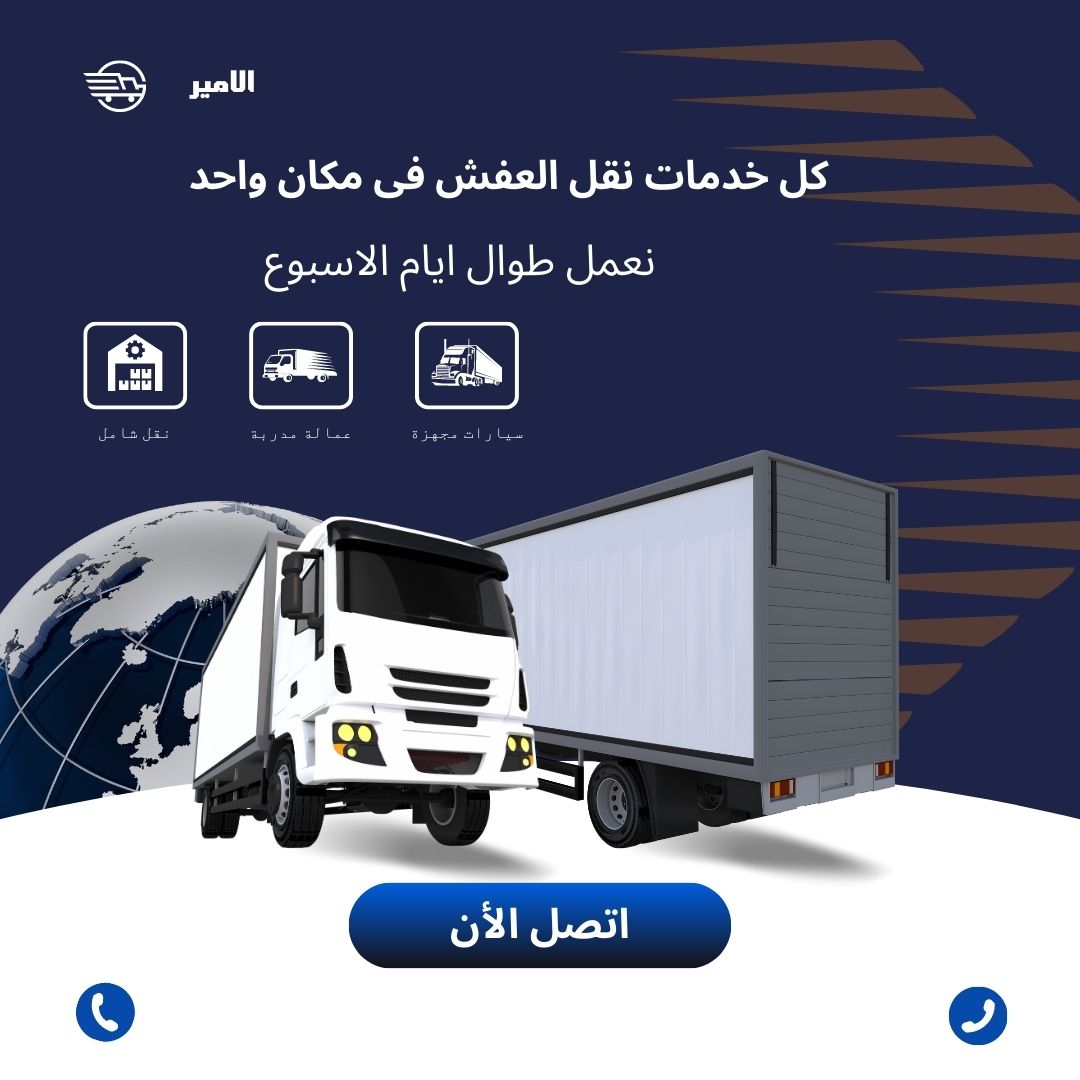 الامير
كل خدمات نقل العفش فى مكان واحد
نعمل طوال ايام الاسبوع
سيارات مجهزة
عمالة مدربة
نقل شامل
اتصل الأن